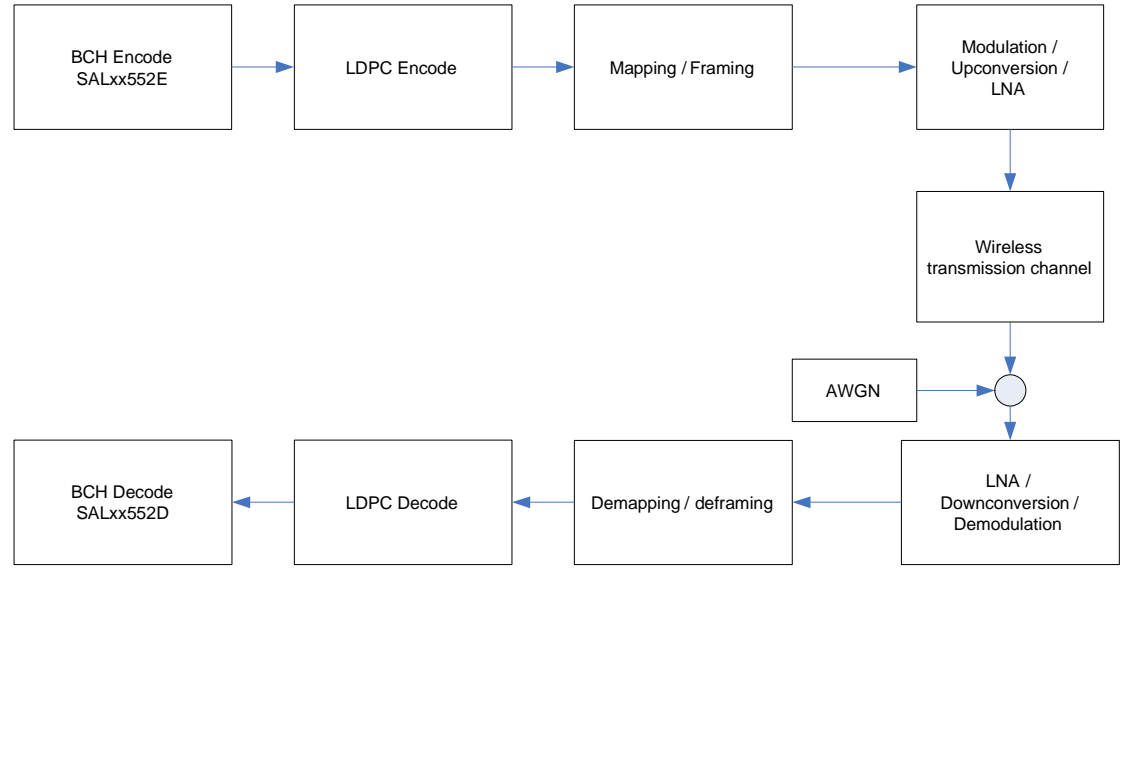 BCH Encode
SALxx552E
LDPC Encode
Mapping / Framing
Modulation /
Upconversion /
LNA
Wireless
transmission channel
AWGN
LNA /
Downconversion /
Demodulation
Demapping / deframing
LDPC Decode
BCH Decode
SALxx552D